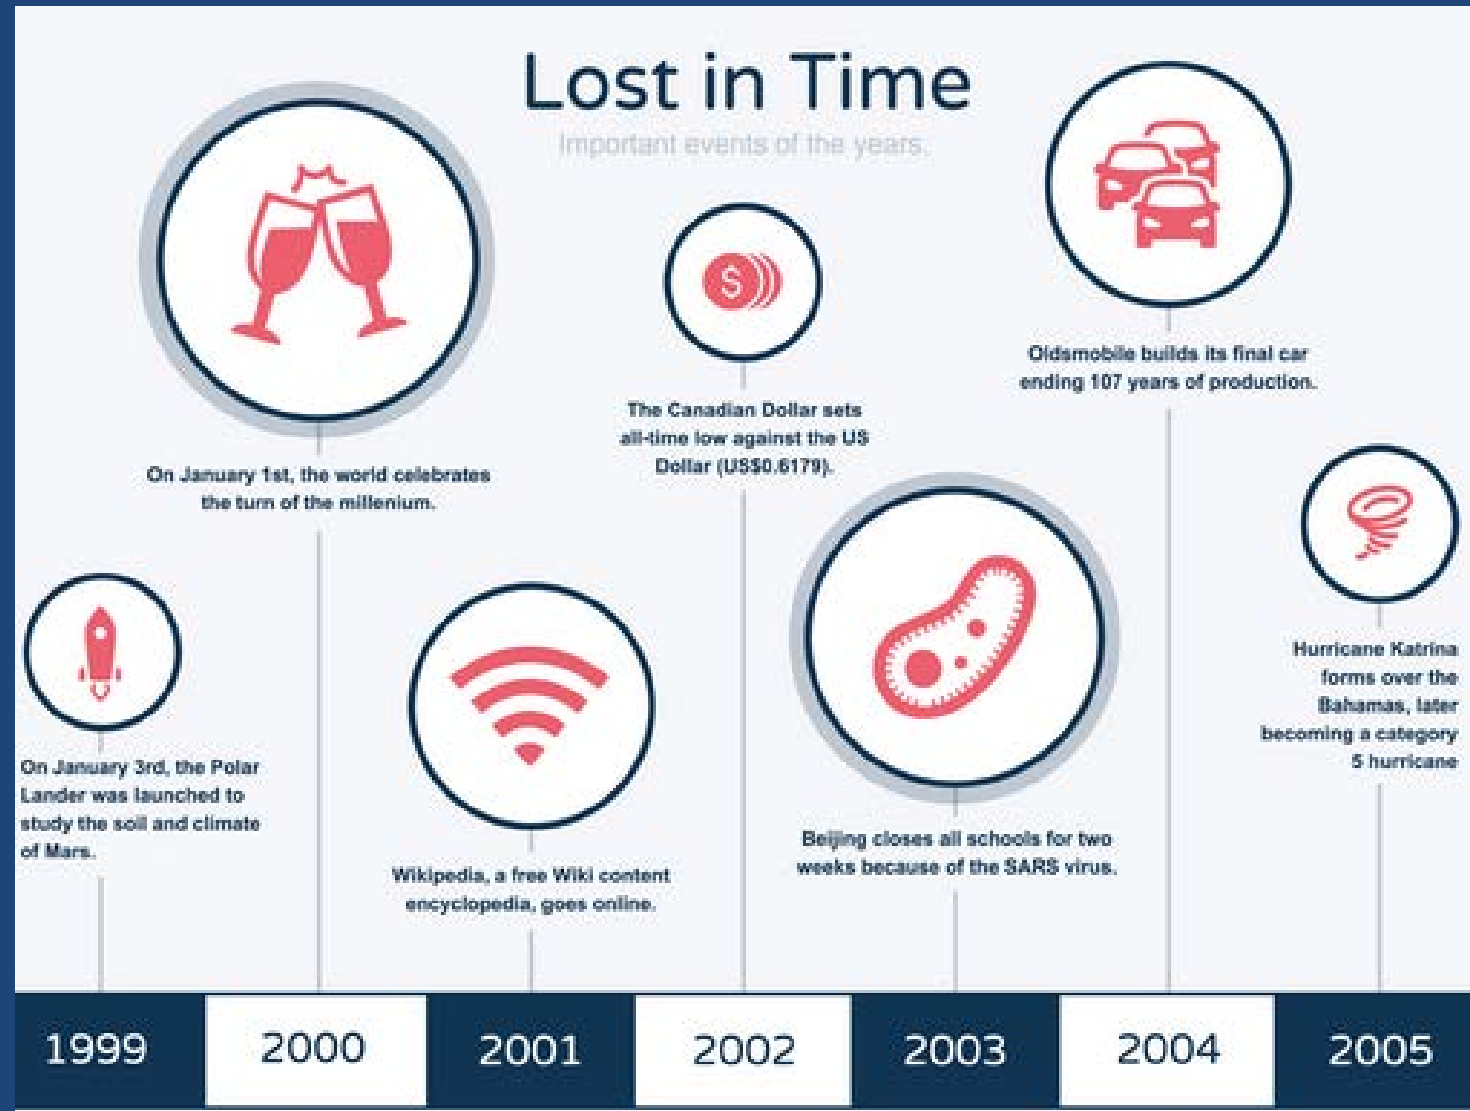 Lost in Time
Important events of the years.
On January 1st, the world celebrates
the turn of the millenium.
$
The Canadian Dollar sets
all-time low against the US
Dollar (US$0.6179).
Oldsmobile builds its final car
ending 107 years of production.
On January 3rd, the Polar
Lander was launched to
study the soil and climate
of Mars.
Wikipedia, a free Wiki content
encyclopedia, goes online.
Beijing closes all schools for two
weeks because of the SARS virus.
Hurricane Katrina
forms over the
Bahamas, later
becoming a category
5 hurricane
1999 2000 2001 2002 2003 2004 2005